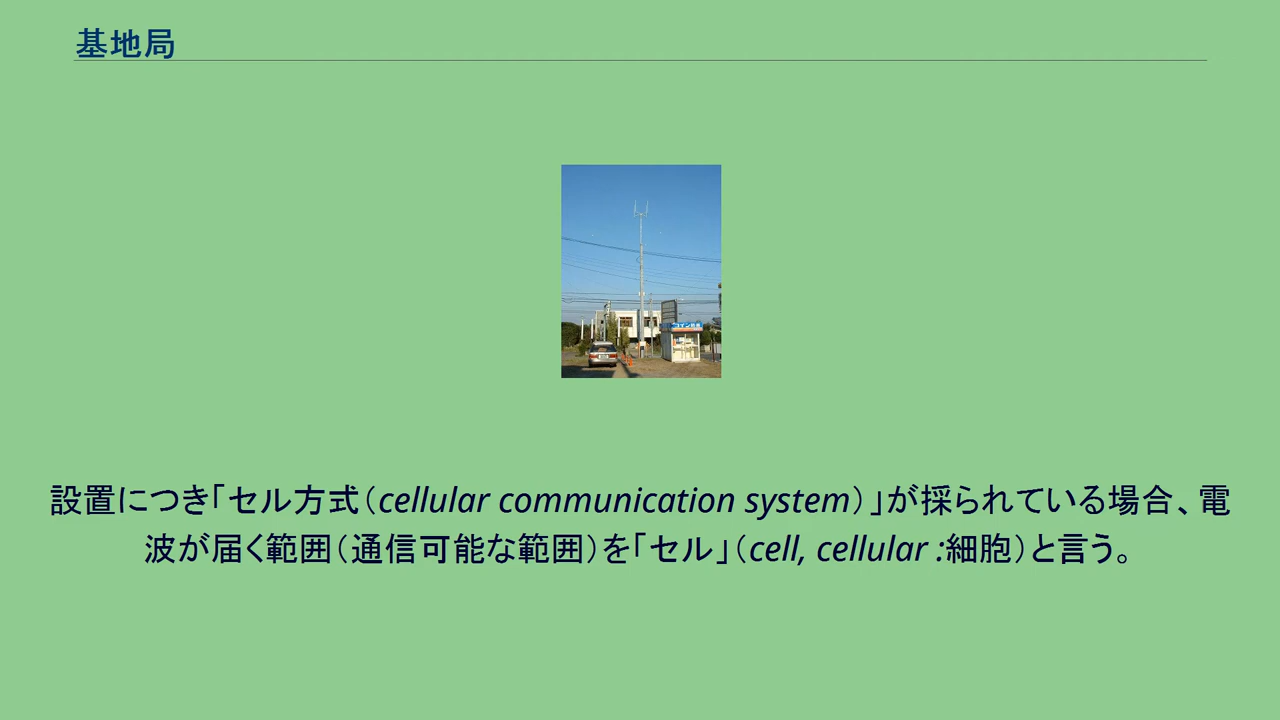 基地局
設置につき「セル方式（cellular communication system）」が採られている場合、電
波が届く範囲（通信可能な範囲）を「セル」（cell, cellular :細胞）と言う。